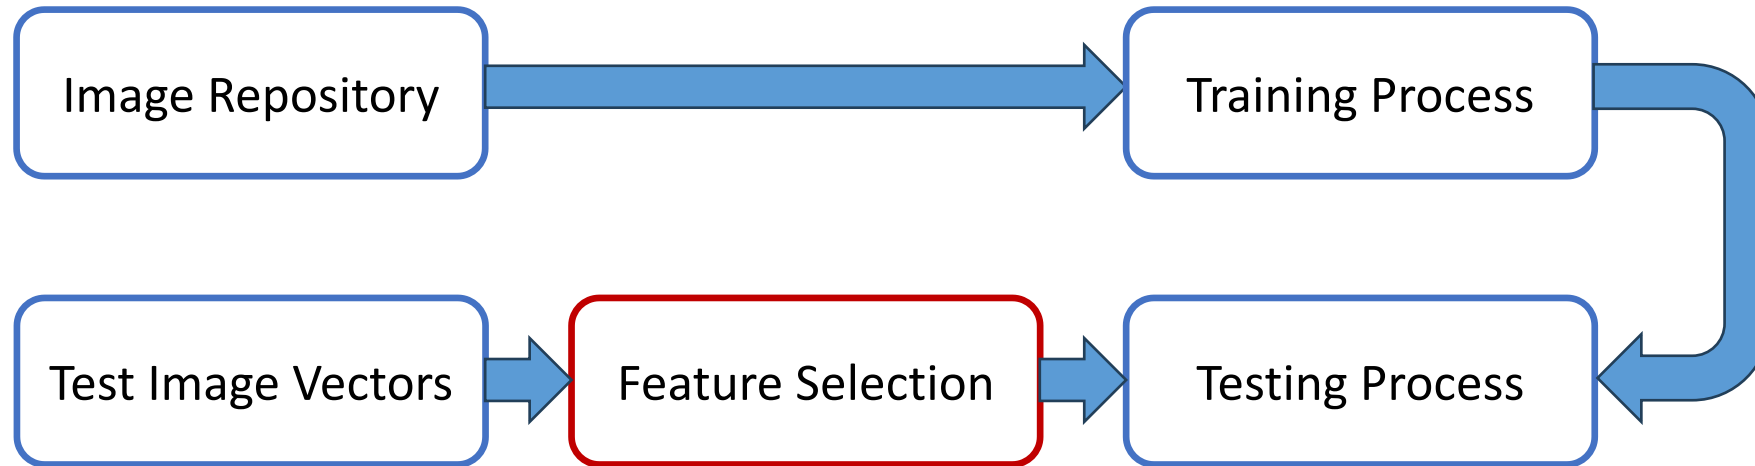 Image Repository
Training Process
Test Image Vectors
Feature Selection
Testing Process